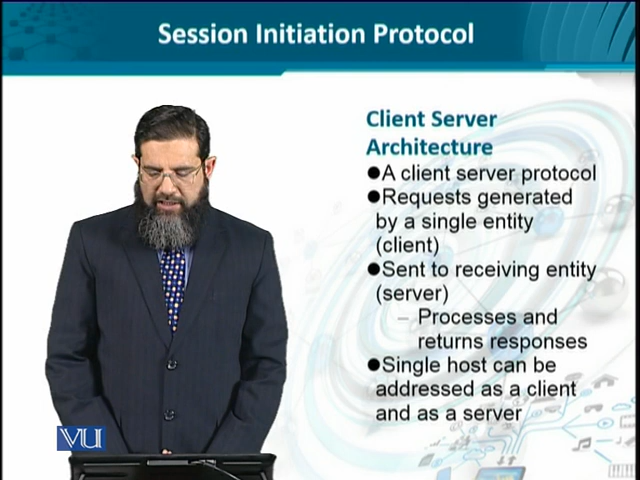 Session Initiation Protocol
Client Server
Architecture
●A client server protocol
●Requests generated
by a single entity
(client)
●Sent to receiving entity
(server)
– Processes and
returns responses
●Single host can be
addressed as a client
and as a server
VU